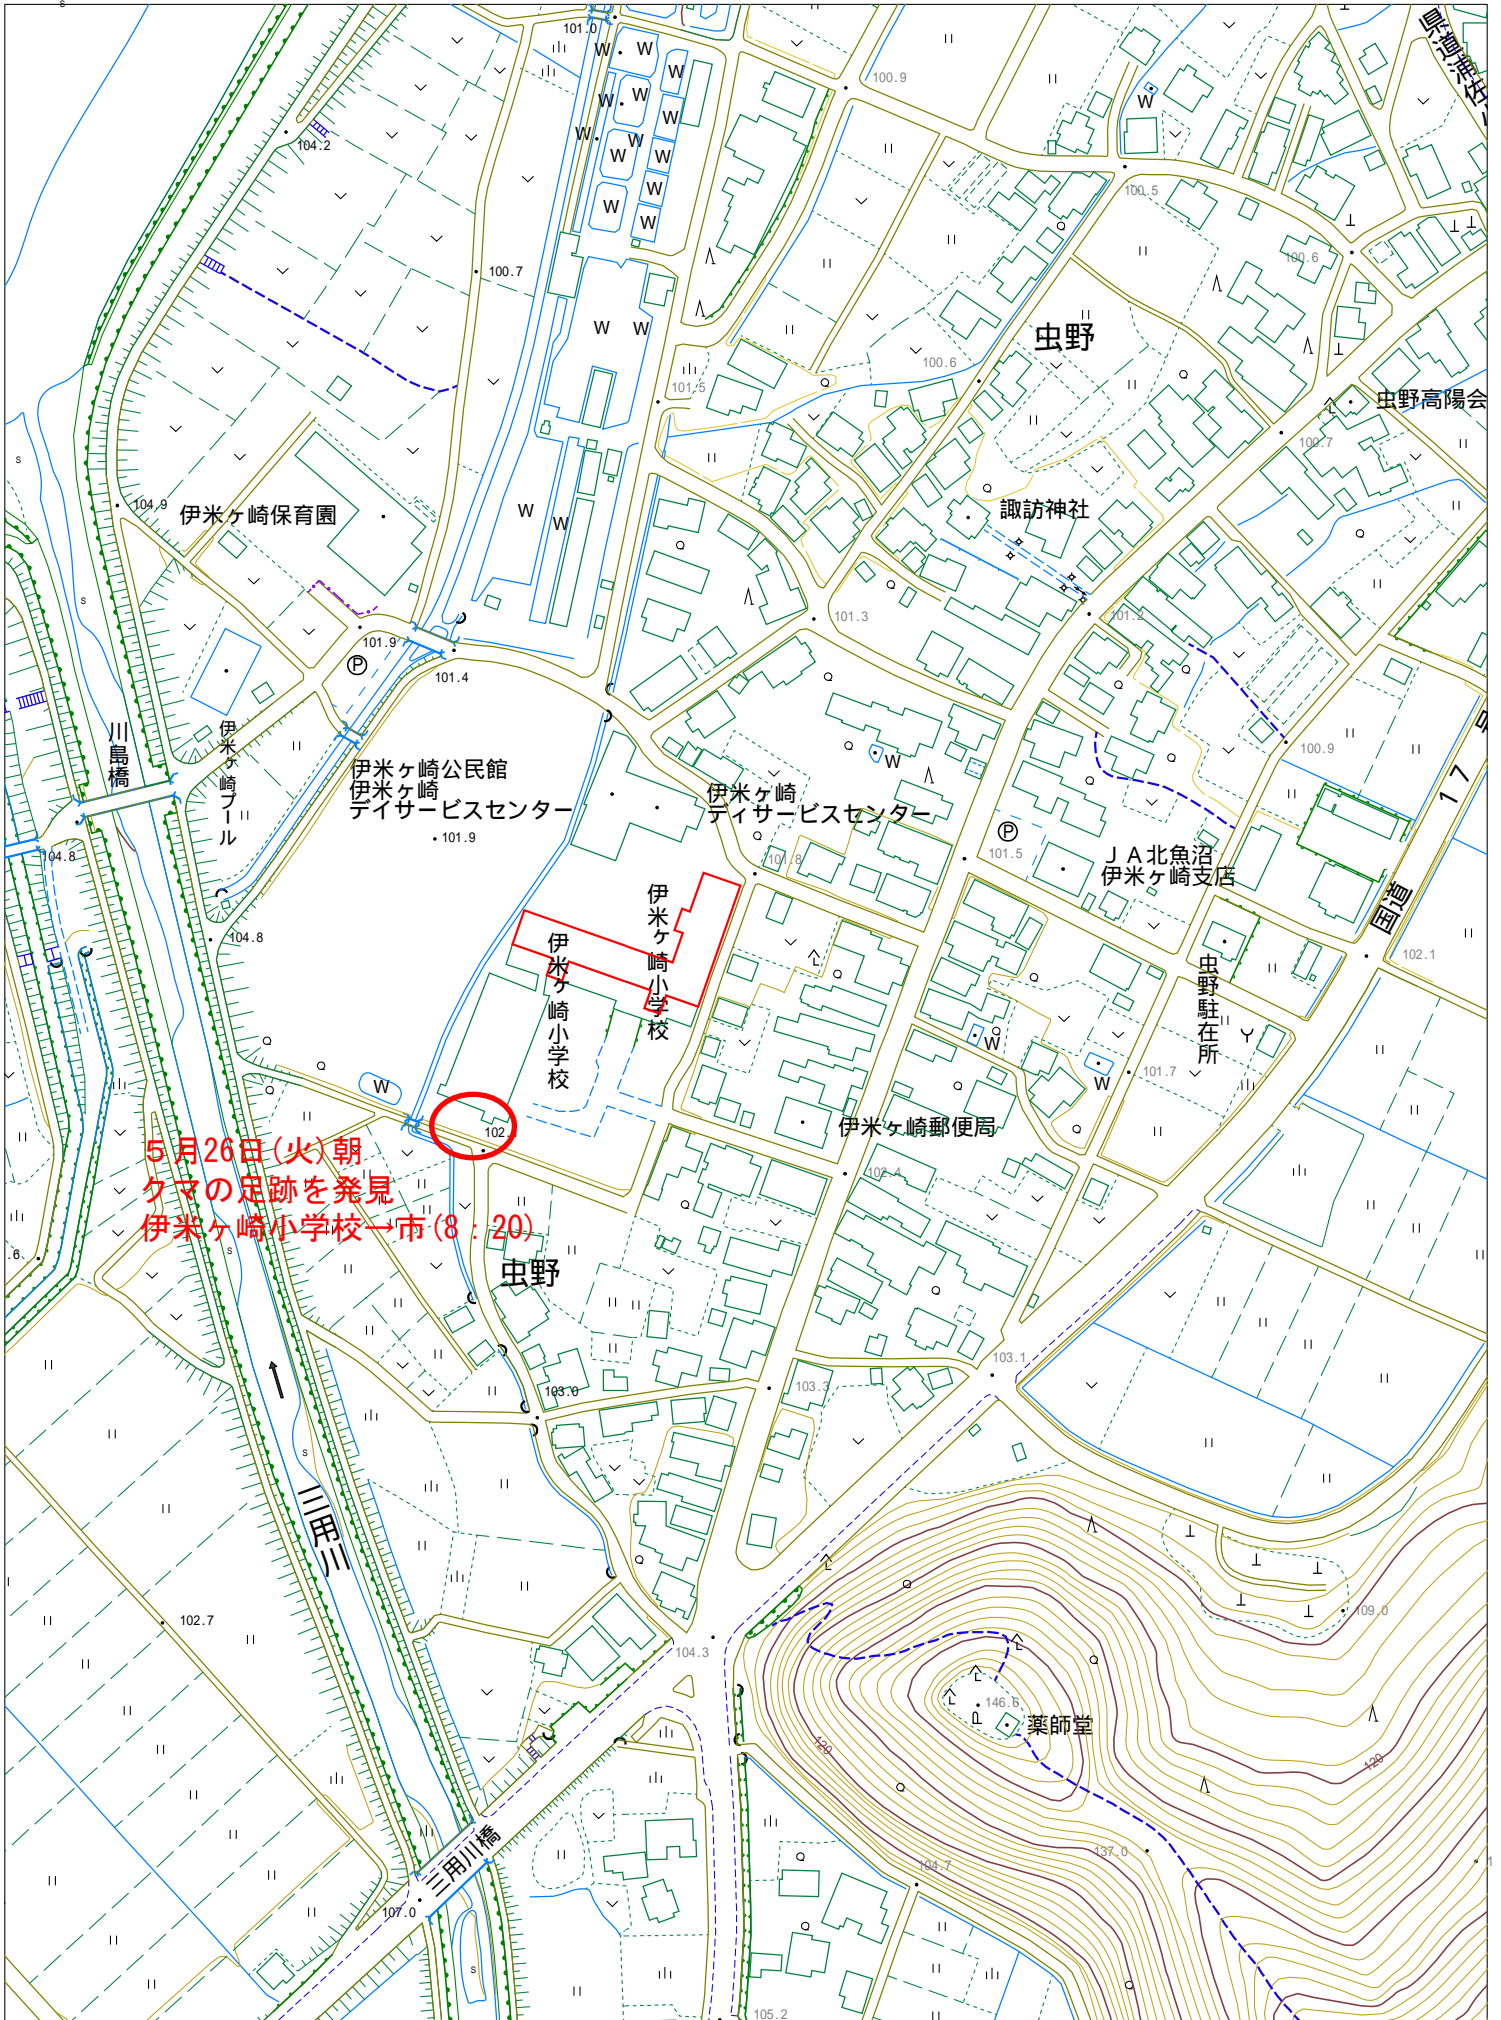 101.0
W
W
W
W
W
W
W
W
W
W
W
W
W
W
100.9
W
県道浦佐
104.2
100.5
100.7
100.6
W
W
虫野
100.6
101.5
虫野高陽会
100.7
104.9
伊米ヶ崎保育園
W
W
諏訪神社
101.3
101.2
101.9
P
101.4
川島橋
伊米ヶ崎プール
伊米ヶ崎公民館
伊米ヶ崎
デイサービスセンター
101.9
伊米ヶ崎
デイサービスセンター
W
100.9
17
号
P
101.5
101.8
104.8
JA北魚沼
伊米ヶ崎支店
国道
102.1
104.8
伊米ヶ崎小学校
伊米ヶ崎小学校
虫野駐在所
W
W
W
101.7
102.
伊米ヶ崎郵便局
102.4
5月26日(火)朝
クマの足跡を発見
伊米ヶ崎小学校→市(8:20)
.6
虫野
103.1
103.0
103.3
三用川
102.7
109.0
104.3
146.6
薬師堂
120
120
三用川橋
107.0
104.7
137.0
105.2